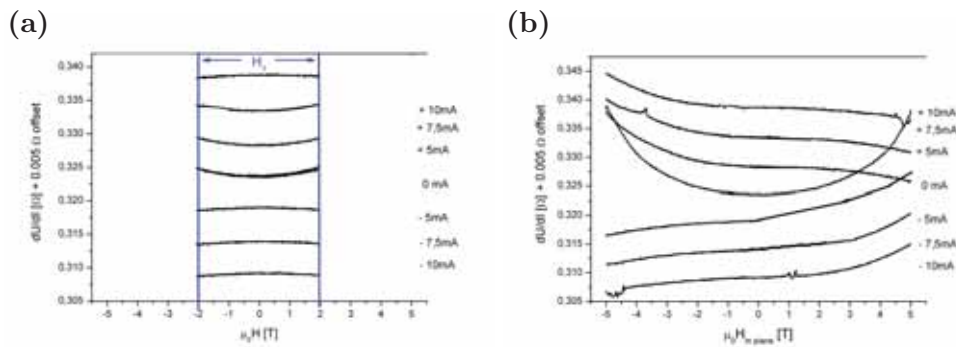 (a)
dU/dI [Ω] + 0.005 Ω offset
0.340
0.335
0.330
0.325
0.320
0.315
0.310
0.305
+ 10mA
+ 7,5mA
+ 5mA
0 mA
- 5mA
- 7,5mA
- 10mA
-5 -4 -3 -2 -1 0 1 2 3 4 5
μ₀H [T]
(b)
dU/dI [Ω] + 0.005 Ω offset
0.345
0.340
0.335
0.330
0.325
0.320
0.315
0.310
0.305
+ 10mA
+ 7,5mA
+ 5mA
0 mA
- 5mA
- 7,5mA
- 10mA
-5 -4 -3 -2 -1 0 1 2 3 4 5
μ₀H in plane [T]